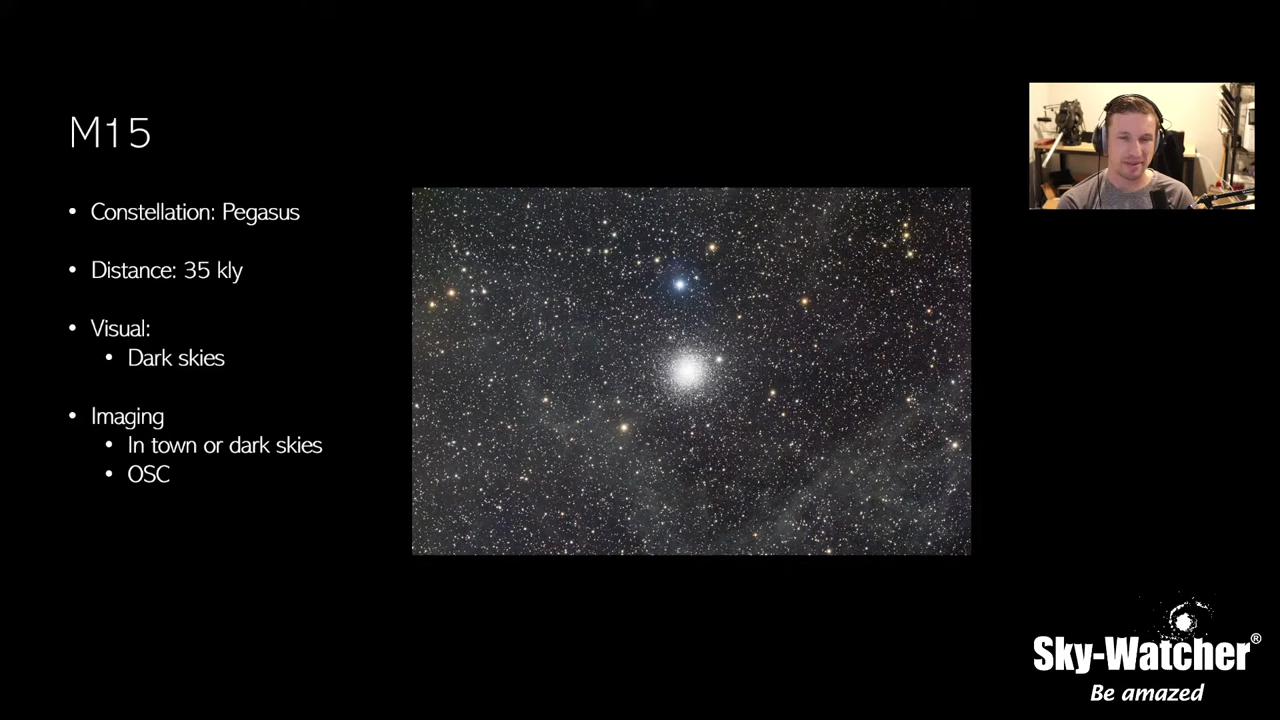 M15
• Constellation: Pegasus
• Distance: 35 kly
• Visual:
• Dark skies
• Imaging
• In town or dark skies
• OSC
Sky-Watcher®
Be amazed